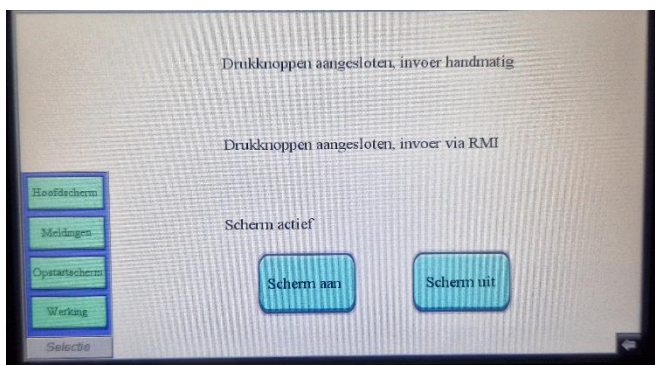 Drukknoppen aangesloten, invoer handmatig
Drukknoppen aangesloten, invoer via RMI
Scherm actief
Scherm aan
Scherm uit
Hoofdscherm
Meldingen
Opstartscherm
Werking
Selectie